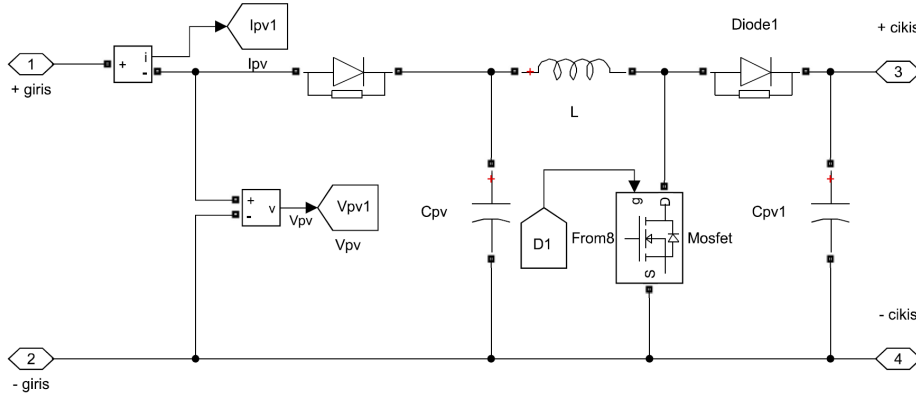 Ipv1
Diode1
+ cikis
1
+
i
-
Ipv
3
+ giris
L
+
-
v
Vpv
Vpv1
Vpv
Cpv
D1
From8
g
D
S
Mosfet
Cpv1
- cikis
2
4
- giris